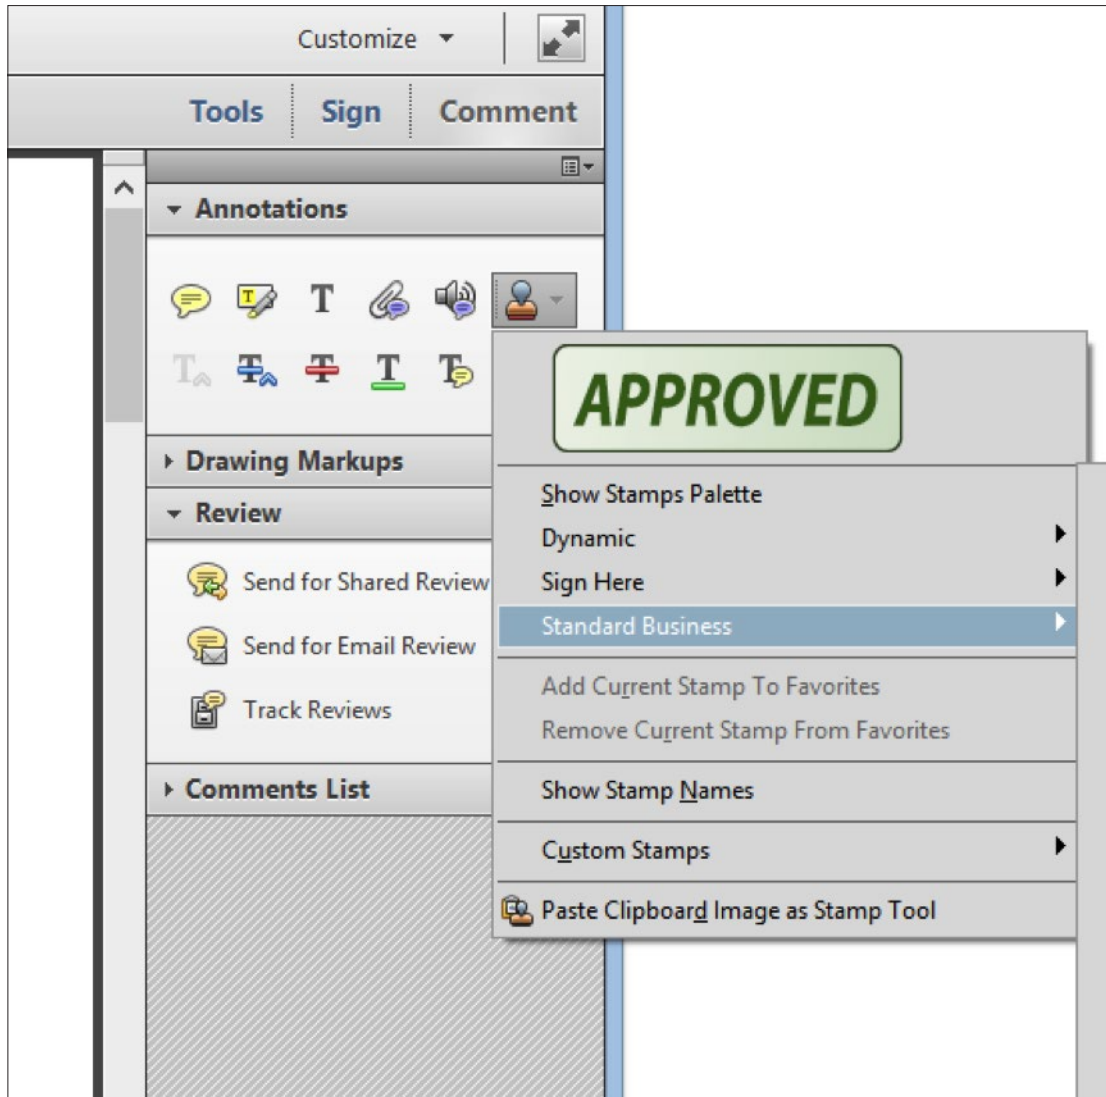 Customize
Tools Sign Comment
Annotations
APPROVED
Drawing Markups
Show Stamps Palette
Review
Dynamic
Send for Shared Review
Sign Here
Standard Business
Send for Email Review
Add Current Stamp To Favorites
Track Reviews
Remove Current Stamp From Favorites
Comments List
Show Stamp Names
Custom Stamps
Paste Clipboard Image as Stamp Tool